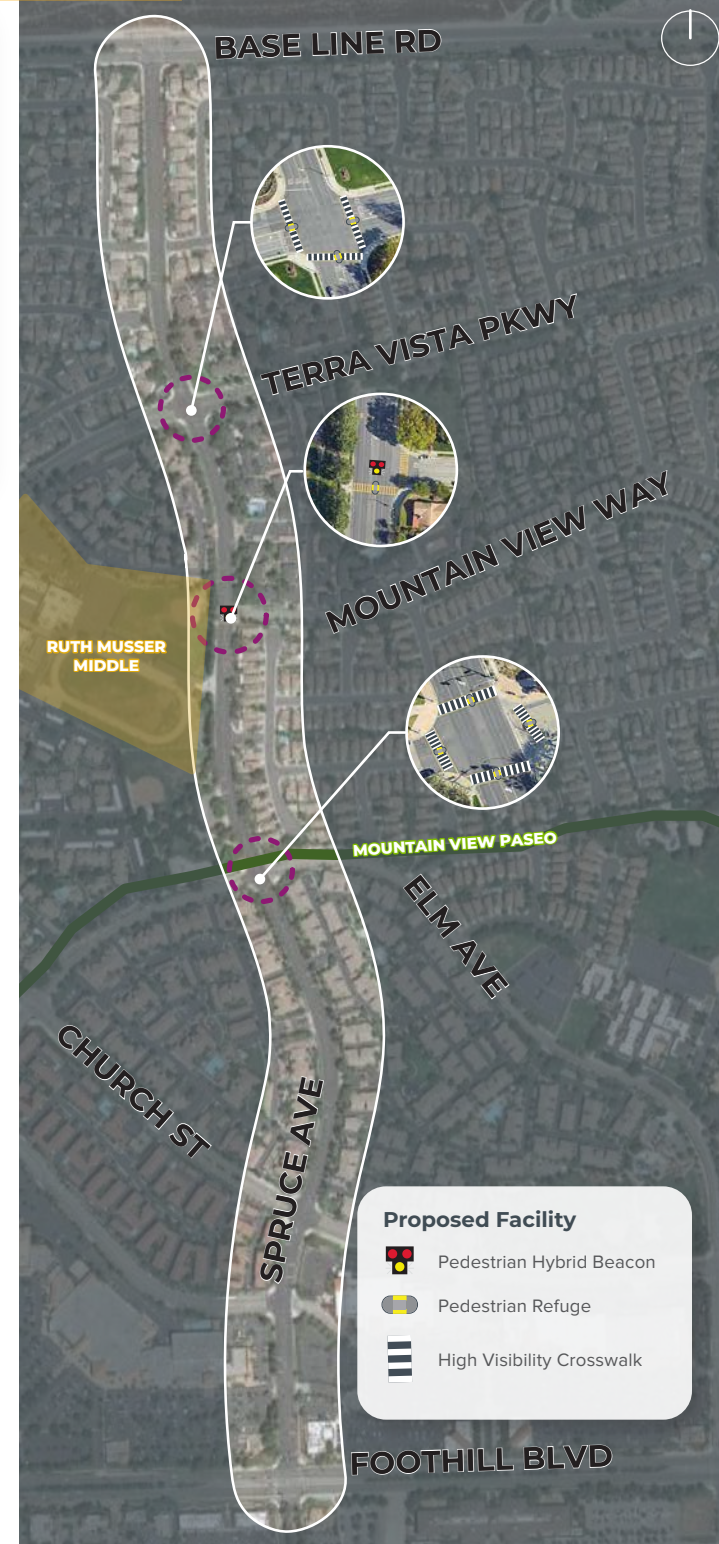 BASE LINE RD
TERRA VISTA PKWY
MOUNTAIN VIEW WAY
RUTH MUSSER
MIDDLE
MOUNTAIN VIEW PASEO
ELM AVE
CHURCH ST
SPRUCE AVE
Proposed Facility
Pedestrian Hybrid Beacon
Pedestrian Refuge
High Visibility Crosswalk
FOOTHILL BLVD